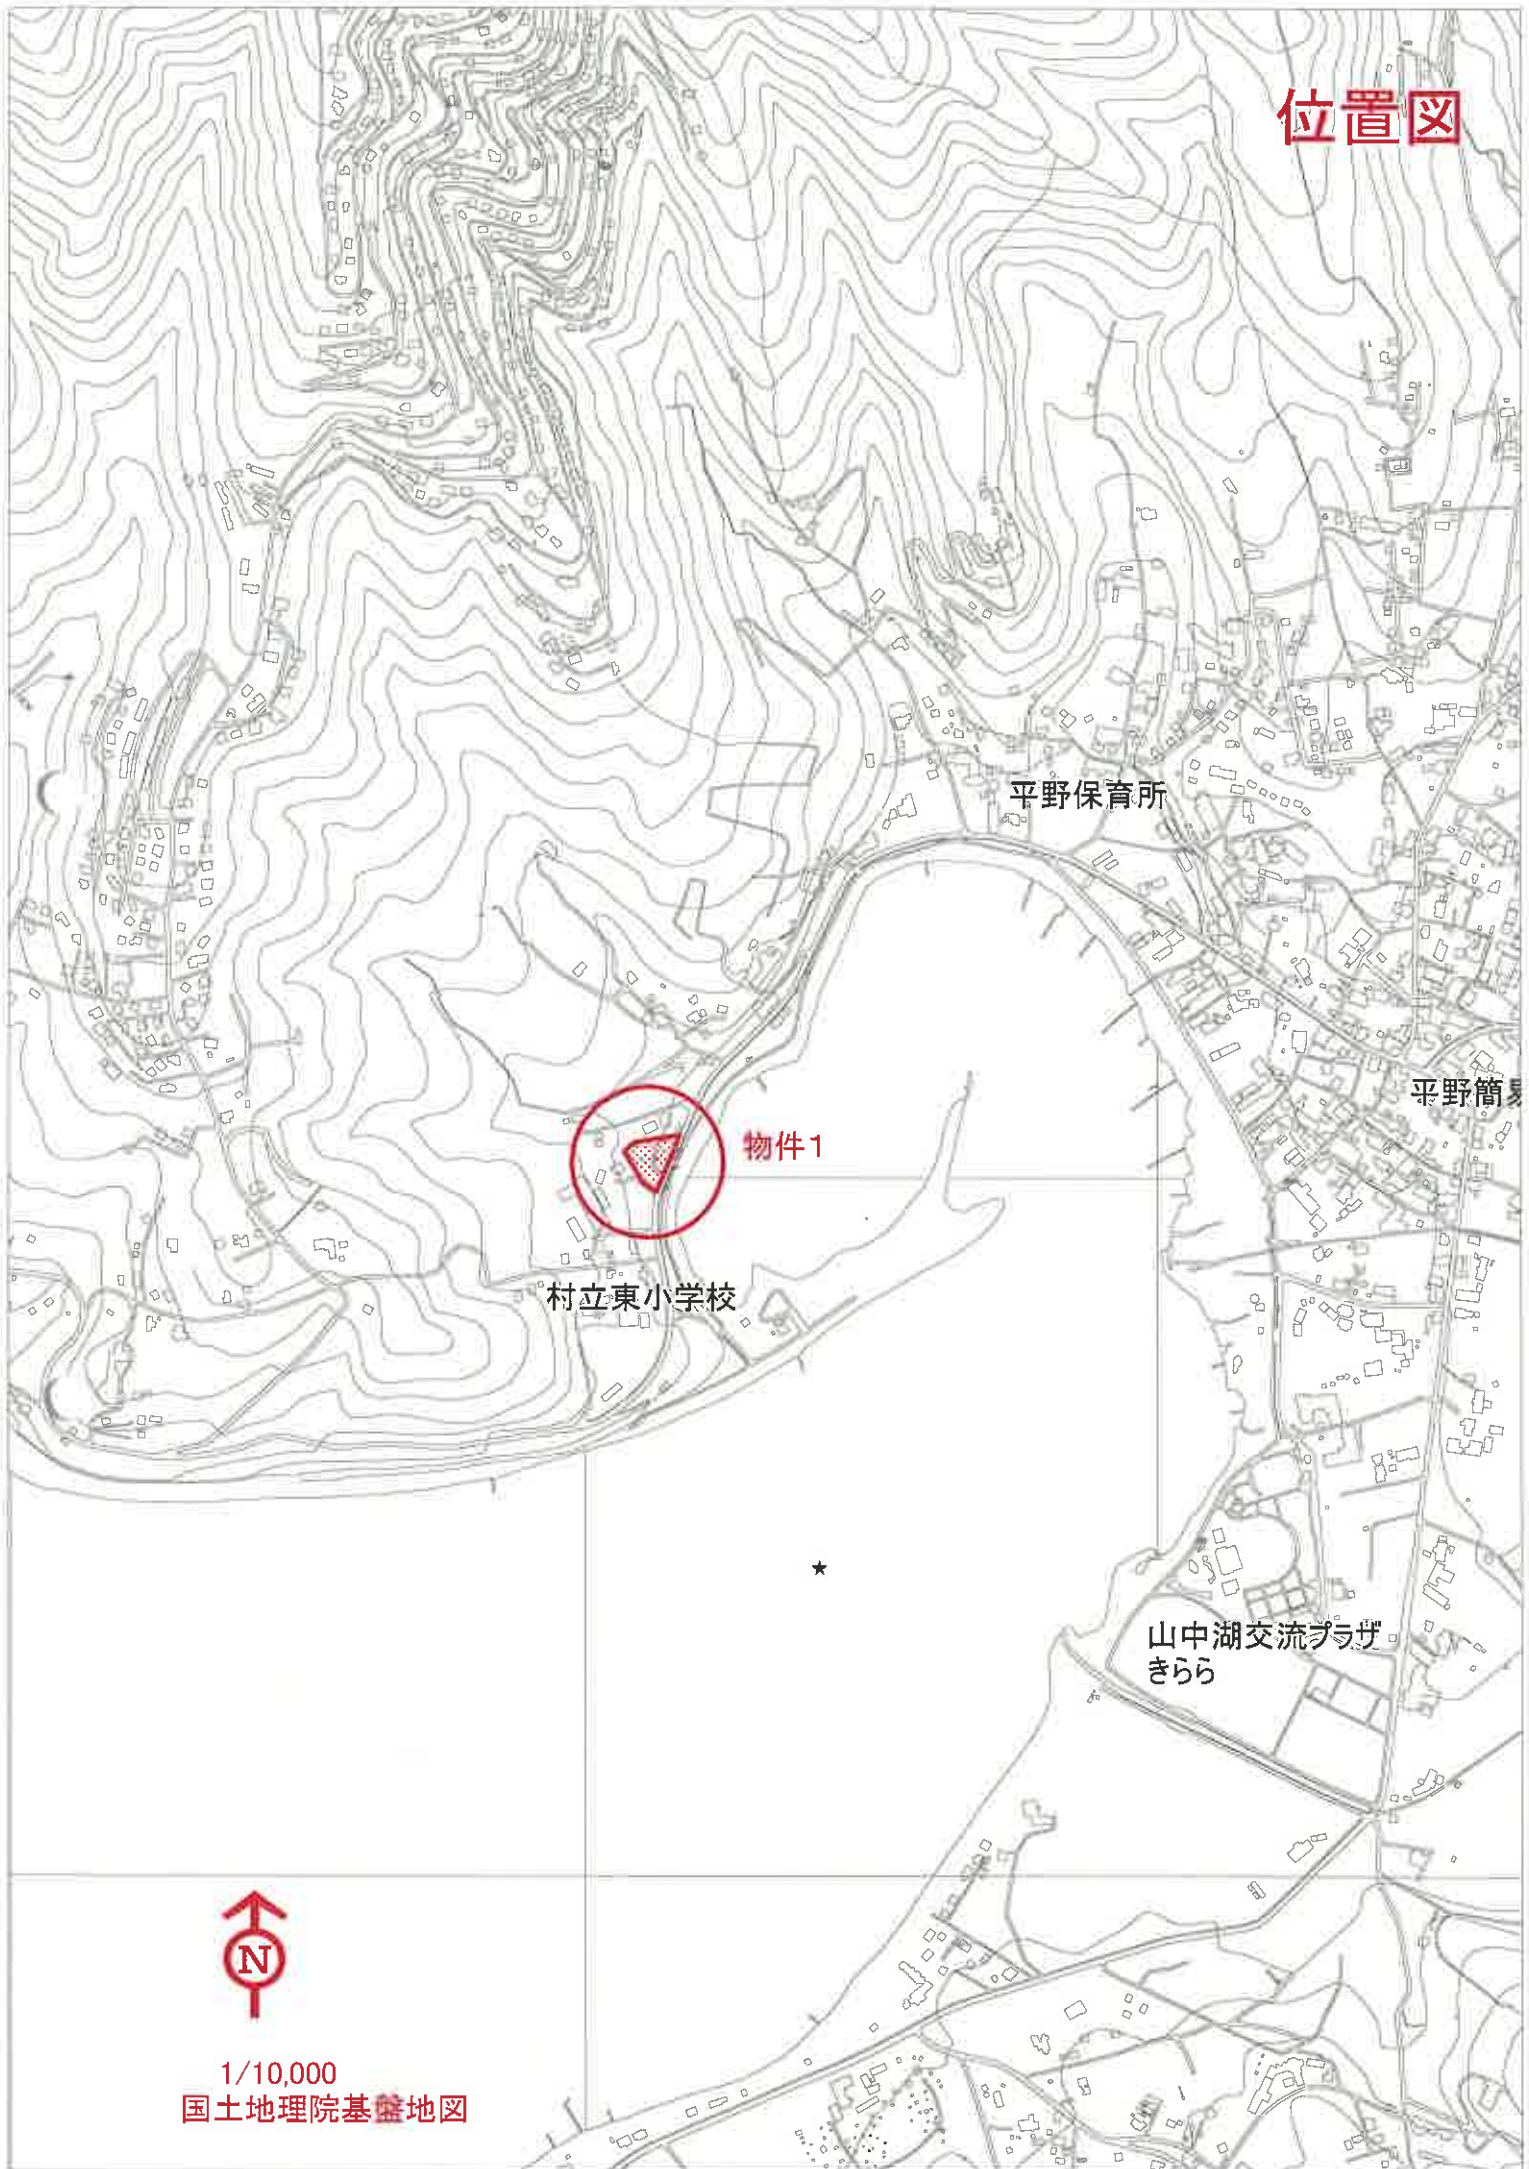 位置図
平野保育所
平野簡易
物件1
村立東小学校
山中湖交流プラザ
きらら
N
1/10,000
国土地理院基盤地図